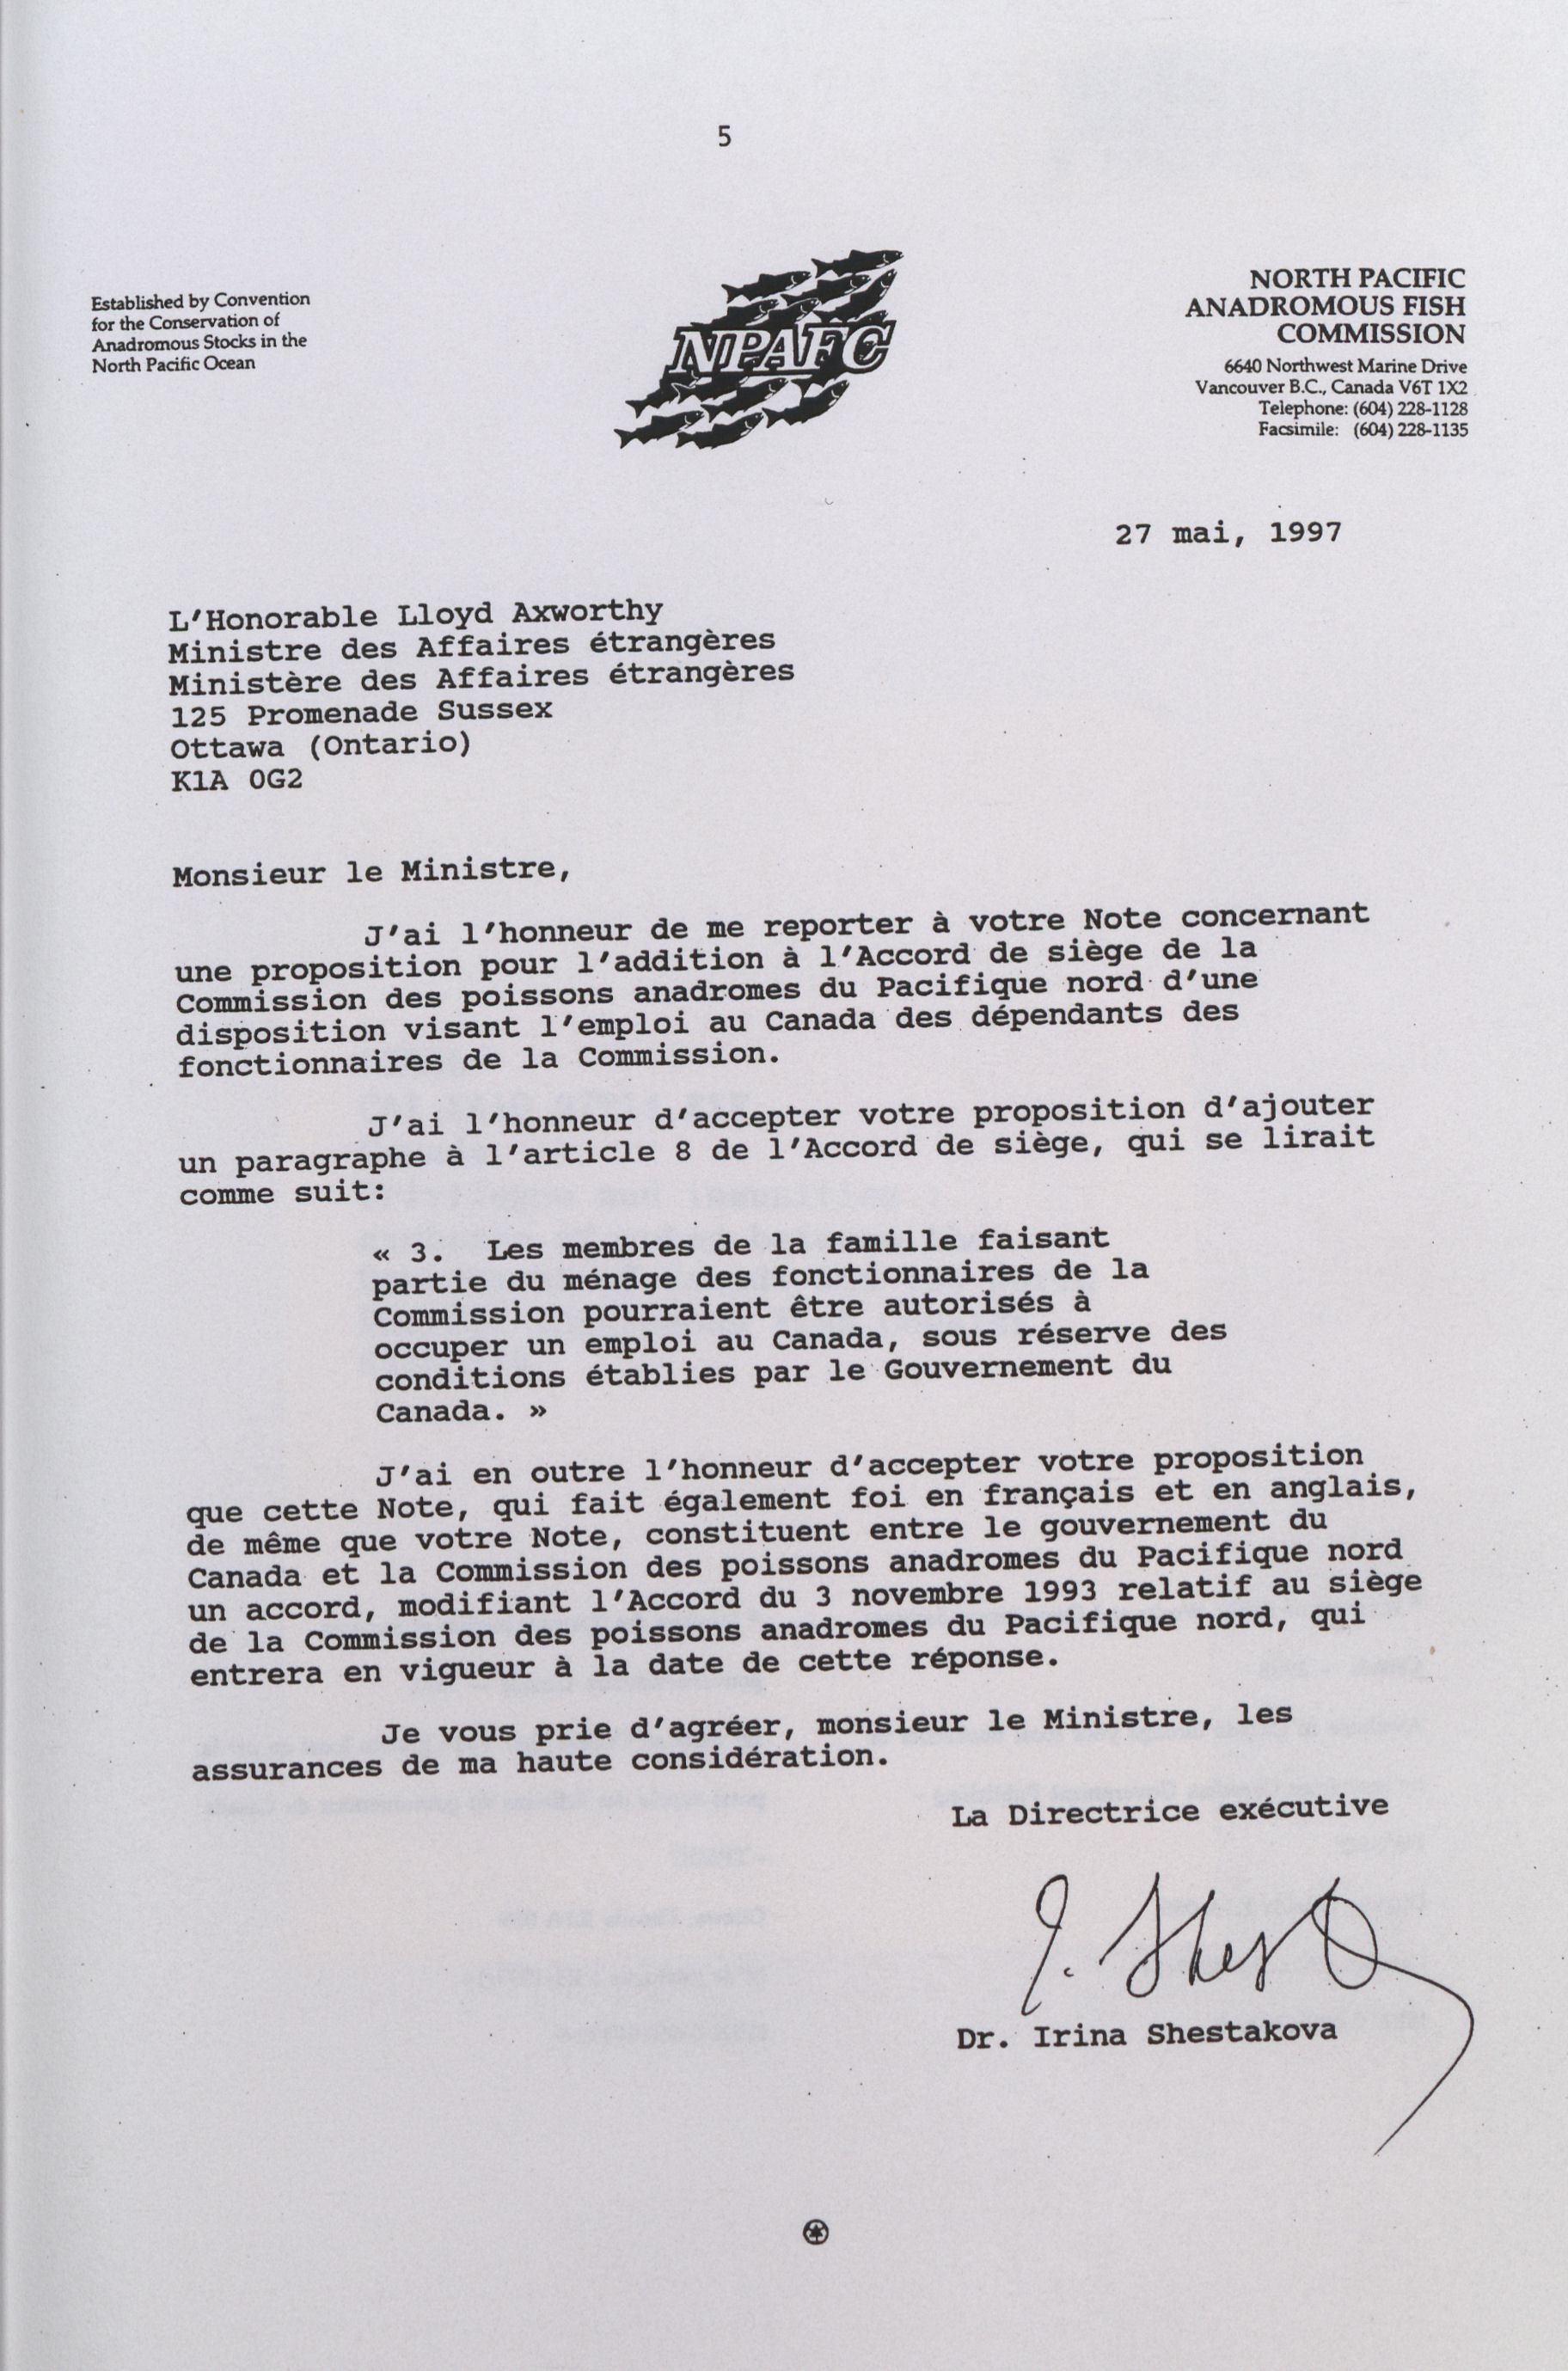 5
Established by Convention
for the Conservation of
Anadromous Stocks in the
North Pacific Ocean
NPAFC
NORTH PACIFIC
ANADROMOUS FISH
COMMISSION
6640 Northwest Marine Drive
Vancouver B.C., Canada V6T 1X2
Telephone: (604) 228-1128
Facsimile: (604) 228-1135
27 mai, 1997
L'Honorable Lloyd Axworthy
Ministre des Affaires étrangères
Ministère des Affaires étrangères
125 Promenade Sussex
Ottawa (Ontario)
K1A 0G2
Monsieur le Ministre,
J'ai l'honneur de me reporter à votre Note concernant
une proposition pour l'addition à l'Accord de siège de la
Commission des poissons anadromes du Pacifique nord d'une
disposition visant l'emploi au Canada des dépendants des
fonctionnaires de la Commission.
J'ai l'honneur d'accepter votre proposition d'ajouter
un paragraphe à l'article 8 de l'Accord de siège, qui se lirait
comme suit:
« 3. Les membres de la famille faisant
partie du ménage des fonctionnaires de la
Commission pourraient être autorisés à
occuper un emploi au Canada, sous réserve des
conditions établies par le Gouvernement du
Canada. »
J'ai en outre l'honneur d'accepter votre proposition
que cette Note, qui fait également foi en français et en anglais,
de même que votre Note, constituent entre le gouvernement du
Canada et la Commission des poissons anadromes du Pacifique nord
un accord, modifiant l'Accord du 3 novembre 1993 relatif au siège
de la Commission des poissons anadromes du Pacifique nord, qui
entrera en vigueur à la date de cette réponse.
Je vous prie d'agréer, monsieur le Ministre, les
assurances de ma haute considération.
La Directrice exécutive
I. Shest
Dr. Irina Shestakova